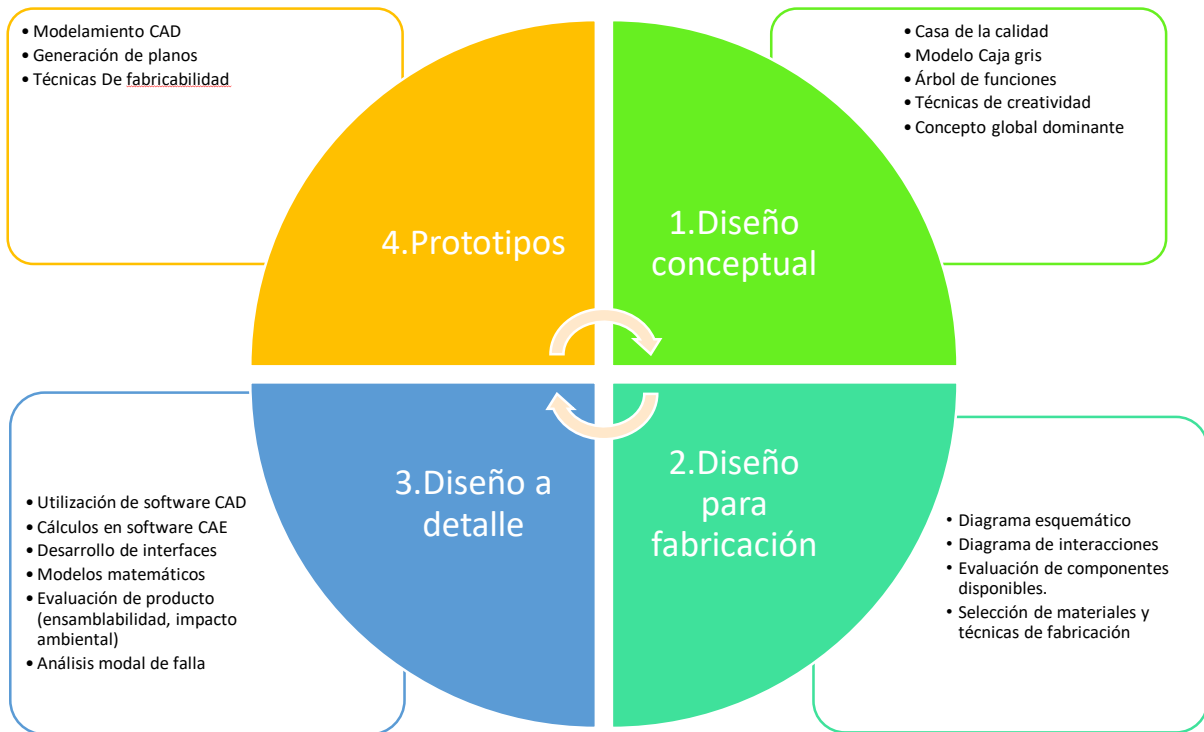 • Modelamiento CAD
• Generación de planos
• Técnicas De fabricabilidad
• Casa de la calidad
• Modelo Caja gris
• Árbol de funciones
• Técnicas de creatividad
• Concepto global dominante
4.Prototipos
1.Diseño
conceptual
3.Diseño a
detalle
2.Diseño
para
fabricación
• Utilización de software CAD
• Cálculos en software CAE
• Desarrollo de interfaces
• Modelos matemáticos
• Evaluación de producto
(ensamblabilidad, impacto
ambiental)
• Análisis modal de falla
• Diagrama esquemático
• Diagrama de interacciones
• Evaluación de componentes
disponibles.
• Selección de materiales y
técnicas de fabricación